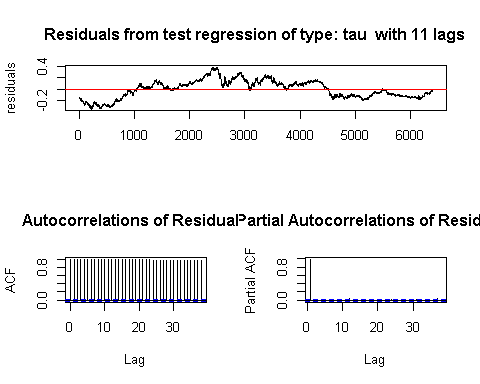 Residuals from test regression of type: tau with 11 lags
residuals
-0.2 0.4
0 1000 2000 3000 4000 5000 6000
Autocorrelations of Residual
Partial Autocorrelations of Resid
ACF
0.0 0.8
0 10 20 30
Lag
Partial ACF
0.0 0.8
0 10 20 30
Lag